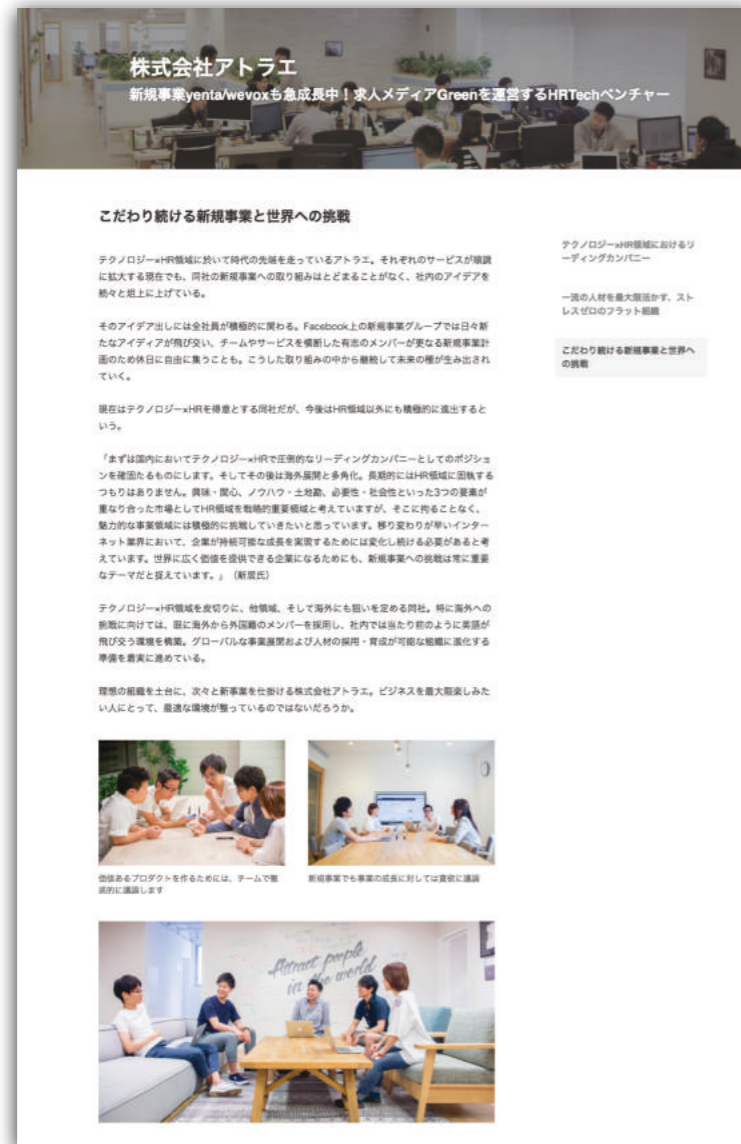 株式会社アトラエ
新規事業yenta/wevoxも急成長中！求人メディアGreenを運営するHRTechベンチャー
こだわり続ける新規事業と世界への挑戦
テクノロジー×HR領域に於いて時代の先端を走っているアトラエ。それぞれのサービスが順調
に拡大する現在でも、同社の新規事業への取り組みはとどまることがなく、社内のアイデアを
続々と俎上に上げている。
そのアイデア出しには全社員が積極的に関わる。Facebook上の新規事業グループでは日々新
たなアイディアが飛び交い、チームやサービスを横断した有志のメンバーが更なる新規事業計
画のため休日に自由に集うことも。こうした取り組みの中から継続して未来の種が生み出され
ていく。
現在はテクノロジー×HRを得意とする同社だが、今後はHR領域以外にも積極的に進出すると
いう。
「まずは国内においてテクノロジー×HRで圧倒的なリーディングカンパニーとしてのポジショ
ンを確固たるものにします。そしてその後は海外展開と多角化。長期的にはHR領域に固執する
つもりはありません。興味・関心、ノウハウ・土地勘、必要性・社会性といった3つの要素が
重なり合った市場としてHR領域を戦略的重要領域と考えていますが、そこに拘ることなく、
魅力的な事業領域には積極的に挑戦していきたいと思っています。移り変わりが早いインター
ネット業界において、企業が持続可能な成長を実現するためには変化し続ける必要があると考
えています。世界に広く価値を提供できる企業になるためにも、新規事業への挑戦は常に重要
なテーマだと捉えています。」（新居氏）
テクノロジー×HR領域を皮切りに、他領域、そして海外にも狙いを定める同社。特に海外への
挑戦に向けては、既に海外から外国籍のメンバーを採用し、社内では当たり前のように英語が
飛び交う環境を構築。グローバルな事業展開および人材の採用・育成が可能な組織に進化する
準備を着実に進めている。
理想の組織を土台に、次々と新事業を仕掛ける株式会社アトラエ。ビジネスを最大限楽しみた
い人にとって、最適な環境が整っているのではないだろうか。
テクノロジー×HR領域におけるリ
ーディングカンパニー
一流の人材を最大限活かす、スト
レスゼロのフラット組織
こだわり続ける新規事業と世界へ
の挑戦
価値あるプロダクトを作るためには、チームで徹
底的に議論します
新規事業でも事業の成長に対しては貪欲に議論
Attract people
in the world